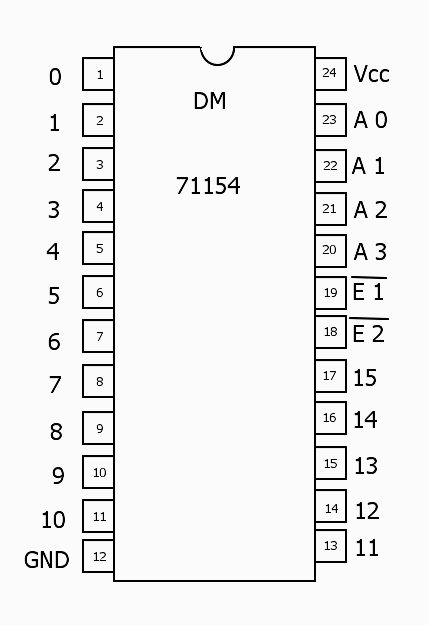 0 1 24 Vcc
DM
1 2 23 A 0
2 3 22 A 1
71154
3 4 21 A 2
4 5 20 A 3
5 6 19 E 1
6 7 18 E 2
7 8 17 15
8 9 16 14
9 10 15 13
10 11 14 12
GND 12 13 11